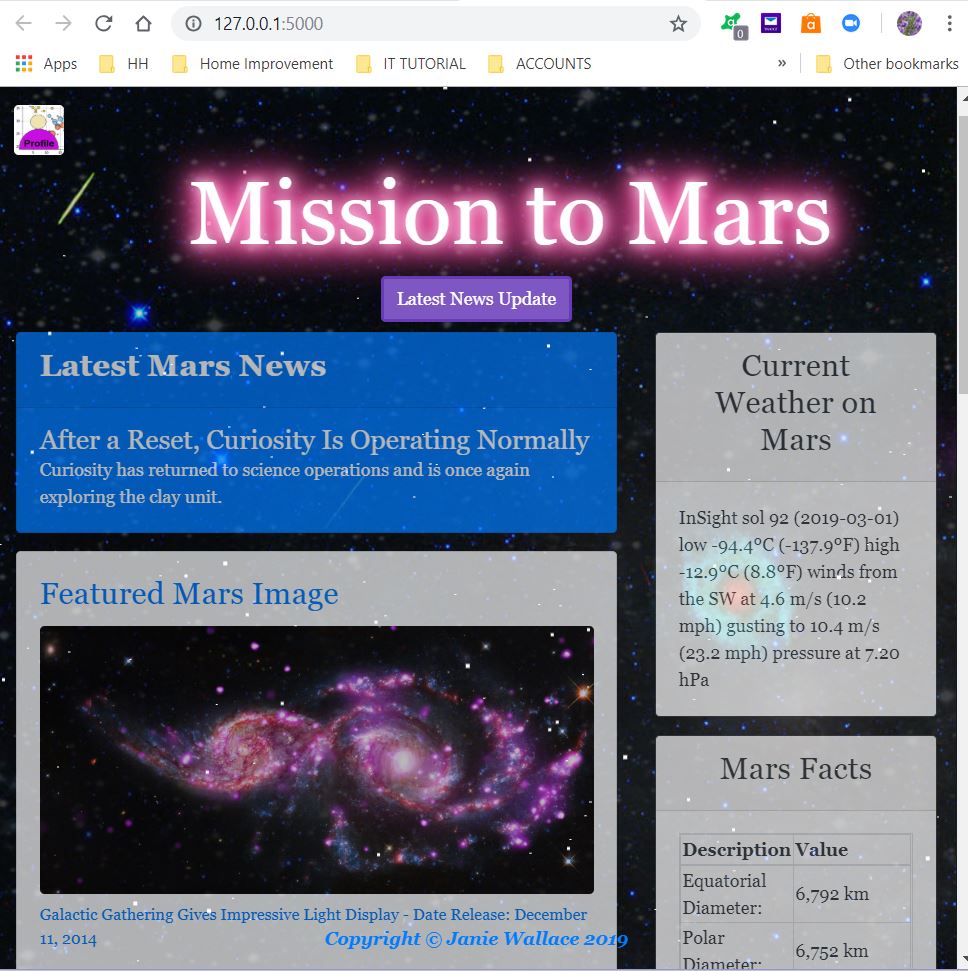 127.0.0.1:5000
0
Apps
HH
Home Improvement
IT TUTORIAL
ACCOUNTS
»
Other bookmarks
Profile
Mission to Mars
Latest News Update
Latest Mars News
After a Reset, Curiosity Is Operating Normally
Curiosity has returned to science operations and is once again
exploring the clay unit.
Featured Mars Image
Galactic Gathering Gives Impressive Light Display - Date Release: December
11, 2014
Copyright © Janie Wallace 2019
Current
Weather on
Mars
InSight sol 92 (2019-03-01)
low -94.4ºC (-137.9ºF) high
-12.9ºC (8.8ºF) winds from
the SW at 4.6 m/s (10.2
mph) gusting to 10.4 m/s
(23.2 mph) pressure at 7.20
hPa
Mars Facts
Description Value
Equatorial
Diameter:
6,792 km
Polar
Diameter:
6,752 km